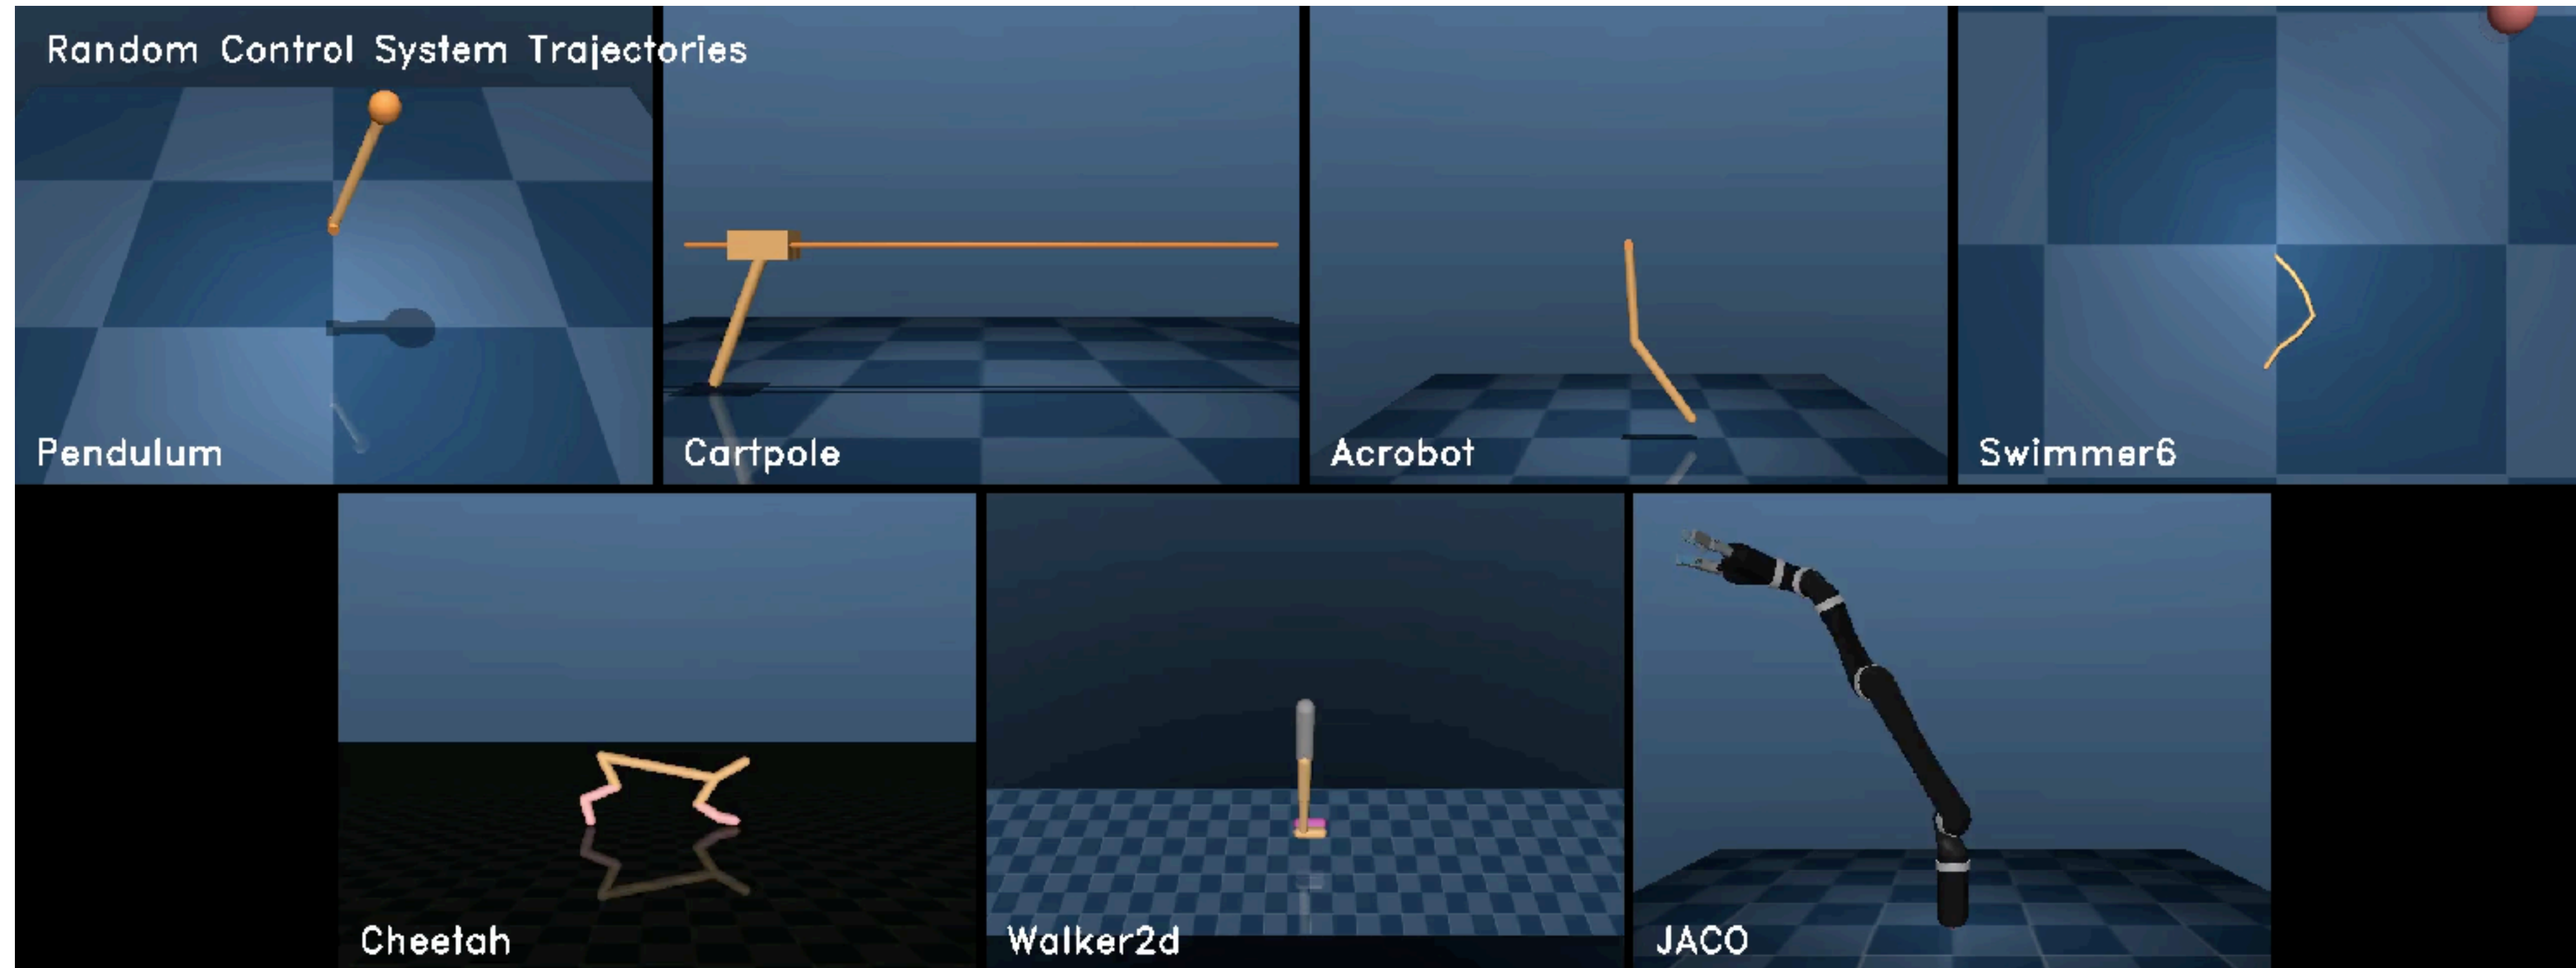 Random Control System Trajectories
Pendulum
Cartpole
Acrobot
Swimmer6
Cheetah
Walker2d
JACO